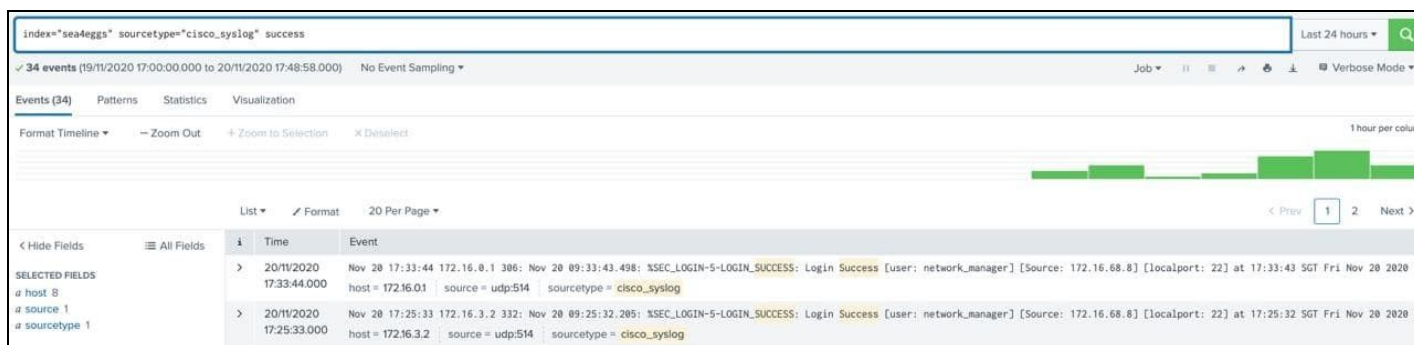 index="sea4eggs" sourcetype="cisco_syslog" success
Last 24 hours
34 events (19/11/2020 17:00:00.000 to 20/11/2020 17:48:58.000) No Event Sampling
Job Verbose Mode
Events (34) Patterns Statistics Visualization
Format Timeline — Zoom Out + Zoom to Selection × Deselect
1 hour per colu
List Format 20 Per Page
< Prev 1 2 Next >
< Hide Fields All Fields
i Time Event
SELECTED FIELDS
a host 8
a source 1
a sourcetype 1
> 20/11/2020 17:33:44.000
Nov 20 17:33:44 172.16.0.1 306: Nov 20 09:33:43.498: %SEC_LOGIN-5-LOGIN_SUCCESS: Login Success [user: network_manager] [Source: 172.16.68.8] [localport: 22] at 17:33:43 SGT Fri Nov 20 2020
host = 172.16.0.1 source = udp:514 sourcetype = cisco_syslog
> 20/11/2020 17:25:33.000
Nov 20 17:25:33 172.16.3.2 332: Nov 20 09:25:32.205: %SEC_LOGIN-5-LOGIN_SUCCESS: Login Success [user: network_manager] [Source: 172.16.68.8] [localport: 22] at 17:25:32 SGT Fri Nov 20 2020
host = 172.16.3.2 source = udp:514 sourcetype = cisco_syslog